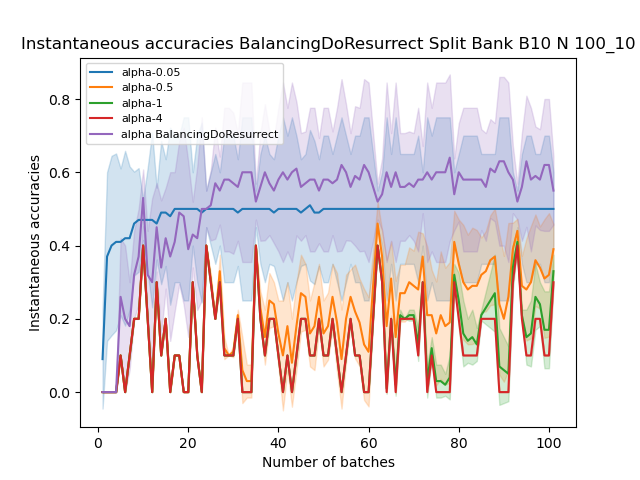 Instantaneous accuracies BalancingDoResurrect Split Bank B10 N 100_10
alpha-0.05
alpha-0.5
alpha-1
alpha-4
alpha BalancingDoResurrect
Instantaneous accuracies
0.8
0.6
0.4
0.2
0.0
0 20 40 60 80 100
Number of batches